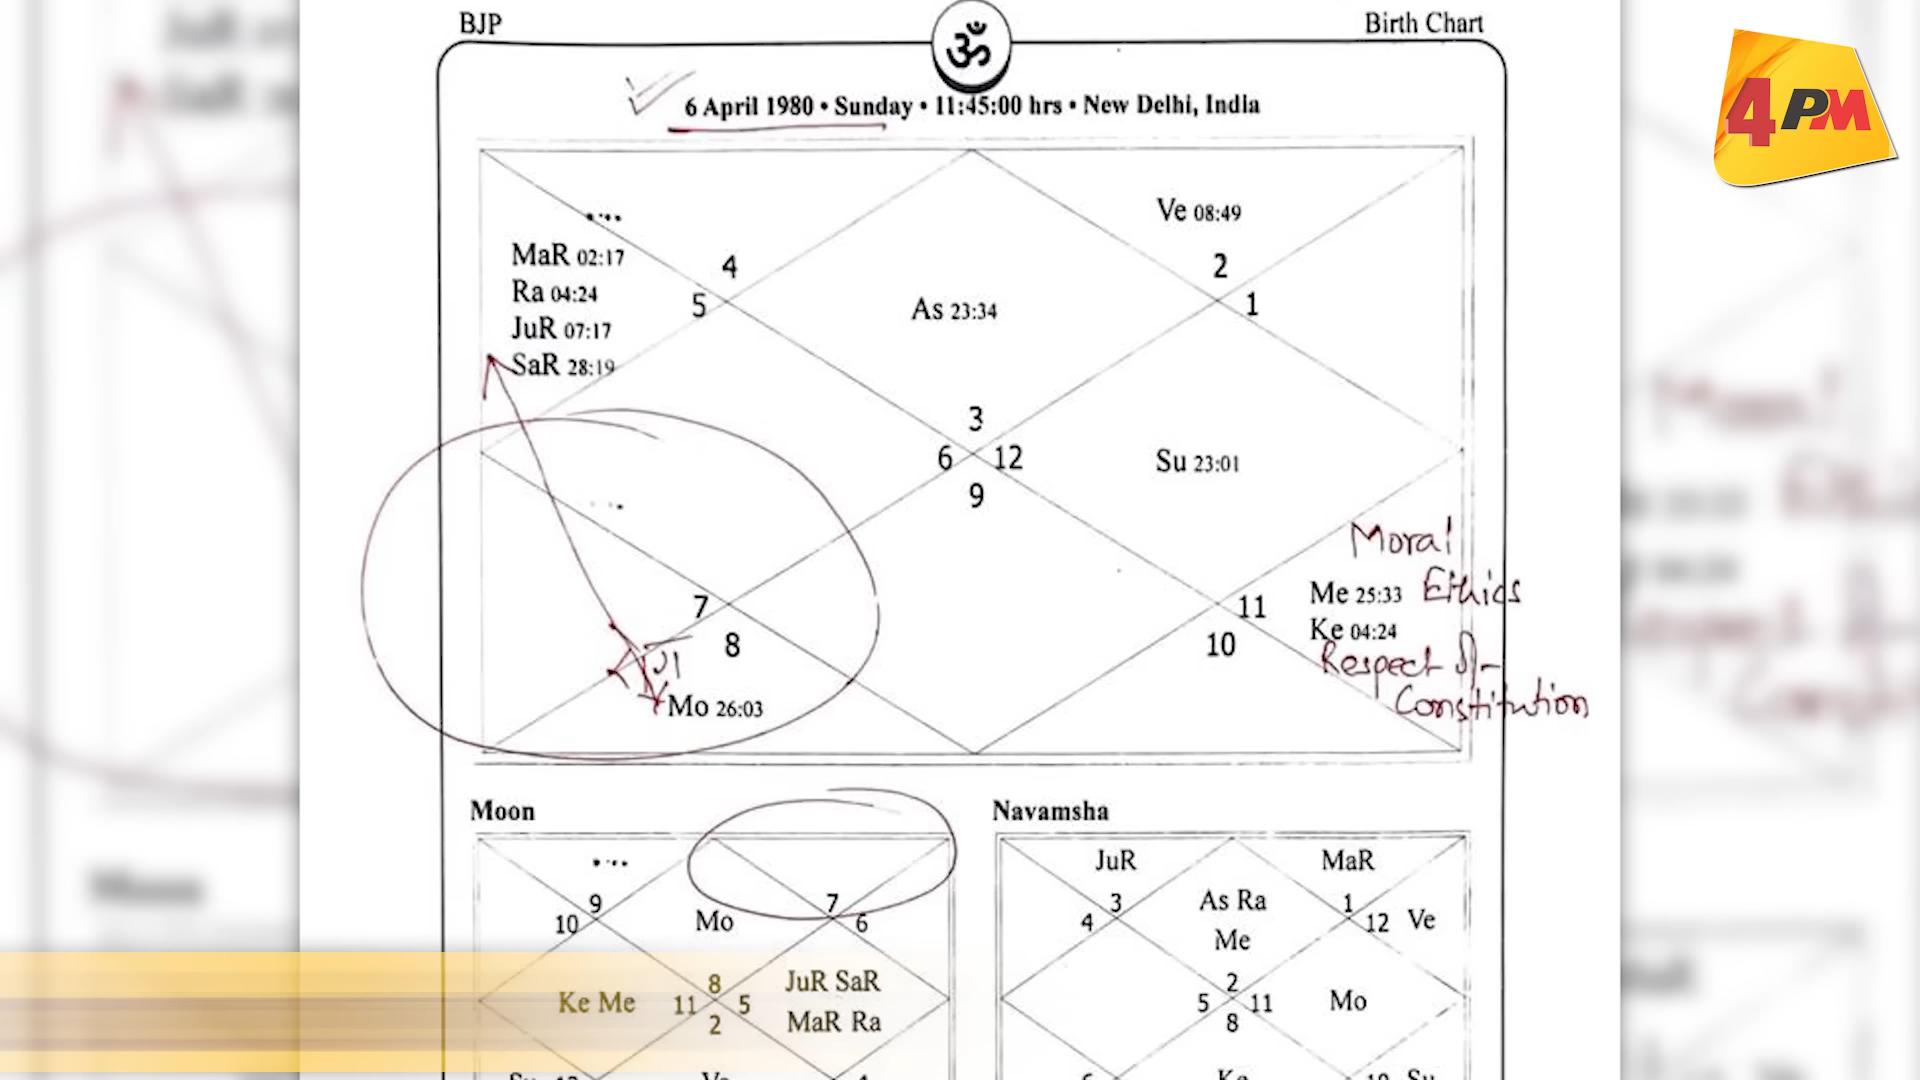 BJP
Birth Chart
ॐ
4PM
6 April 1980 • Sunday • 11:45:00 hrs • New Delhi, India
Ve 08:49
MaR 02:17
Ra 04:24
JuR 07:17
SaR 28:19
4
5
As 23:34
2
1
3
6 12
9
Su 23:01
Moral
Me 25:33 Ethics
Ke 04:24
Respect of
Constitution
7
8
11
10
Mo 26:03
Moon
Navamsha
9
10
Mo
7
6
8
Ke Me 11 5
2
JuR SaR
MaR Ra
JuR
MaR
3
4
As Ra
Me
1
12 Ve
2
5 11
8
Mo